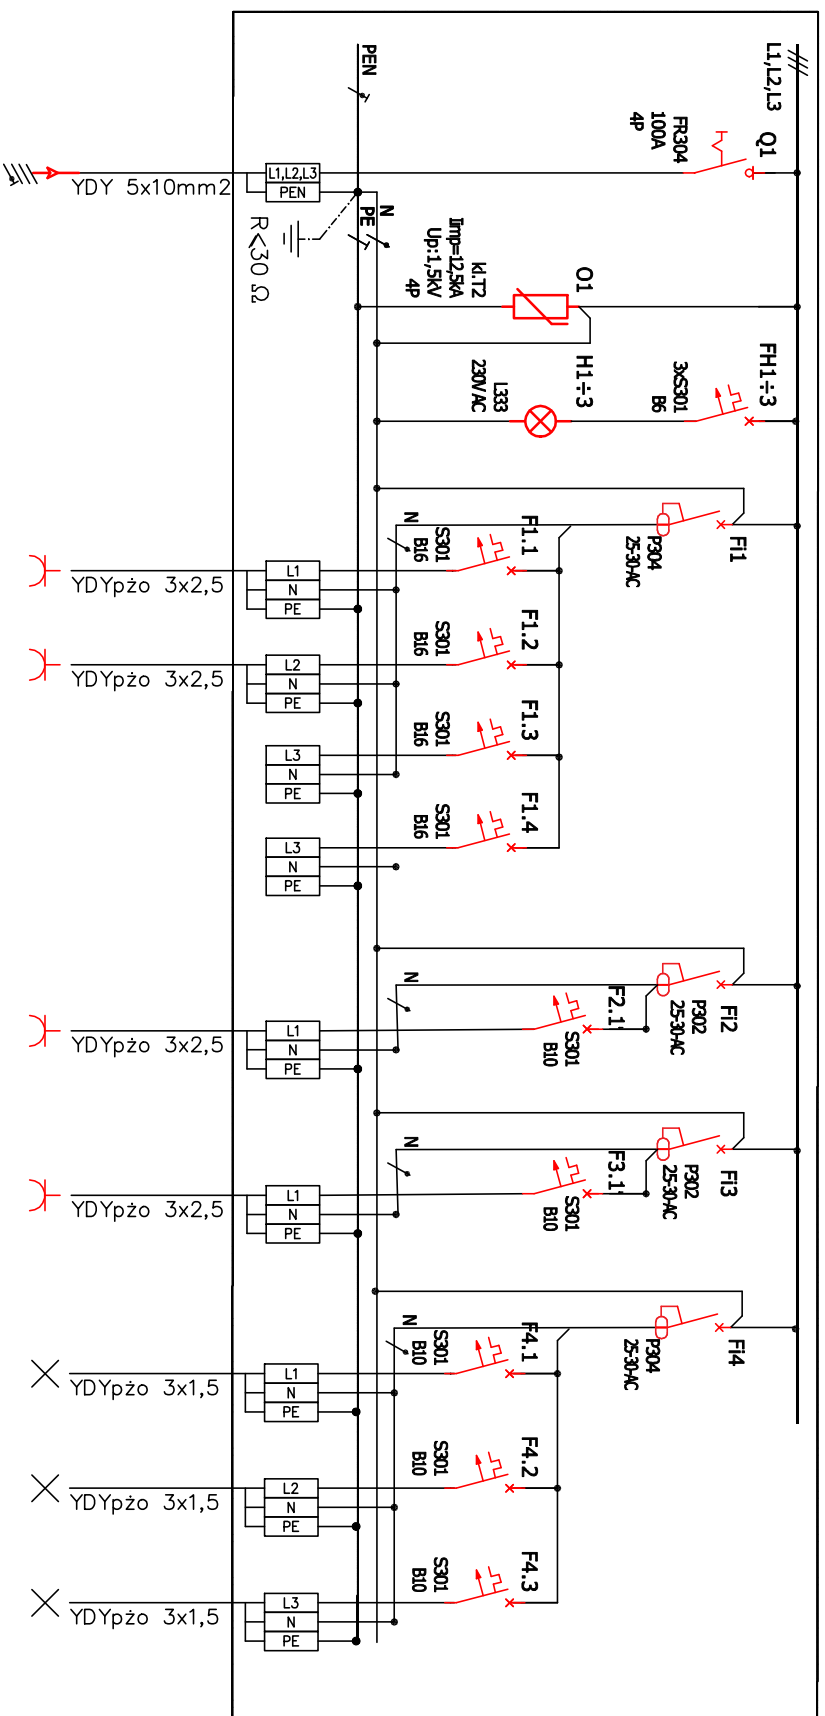 PEN
L1,L2,L3
Q1
FR304
100A
4P
L1,L2,L3
PEN
YDY 5x10mm2
N
PE
R<30 Ω
O1
kl.T2
Iimp=12,5kA
Up:1,5kV
4P
FH1÷3
3xS301
B6
H1÷3
L333
230V AC
Fi1
P304
25-30-AC
N
F1.1
S301
B16
L1
N
PE
YDYpżo 3x2,5
F1.2
S301
B16
L2
N
PE
YDYpżo 3x2,5
F1.3
S301
B16
L3
N
PE
F1.4
S301
B16
L3
N
PE
Fi2
P302
25-30-AC
N
F2.1'
S301
B10
L1
N
PE
YDYpżo 3x2,5
Fi3
P302
25-30-AC
N
F3.1'
S301
B10
L1
N
PE
YDYpżo 3x2,5
Fi4
P304
25-30-AC
N
F4.1
S301
B10
L1
N
PE
YDYpżo 3x1,5
F4.2
S301
B10
L2
N
PE
YDYpżo 3x1,5
F4.3
S301
B10
L3
N
PE
YDYpżo 3x1,5